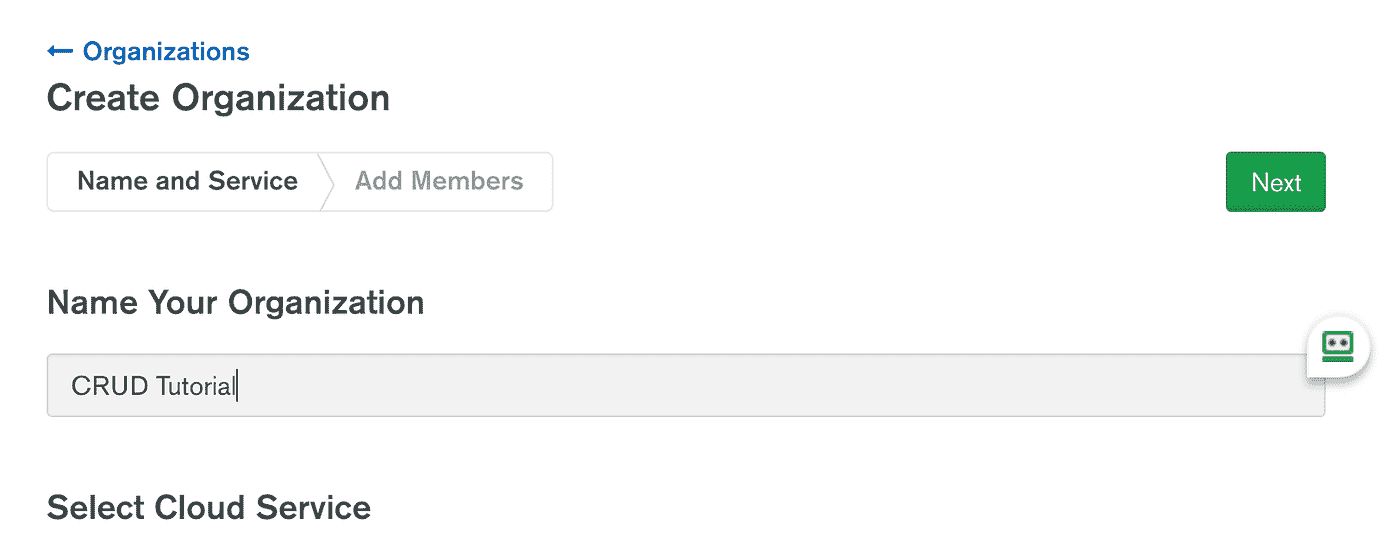 ← Organizations
Create Organization
Name and Service
Add Members
Next
Name Your Organization
CRUD Tutorial
Select Cloud Service